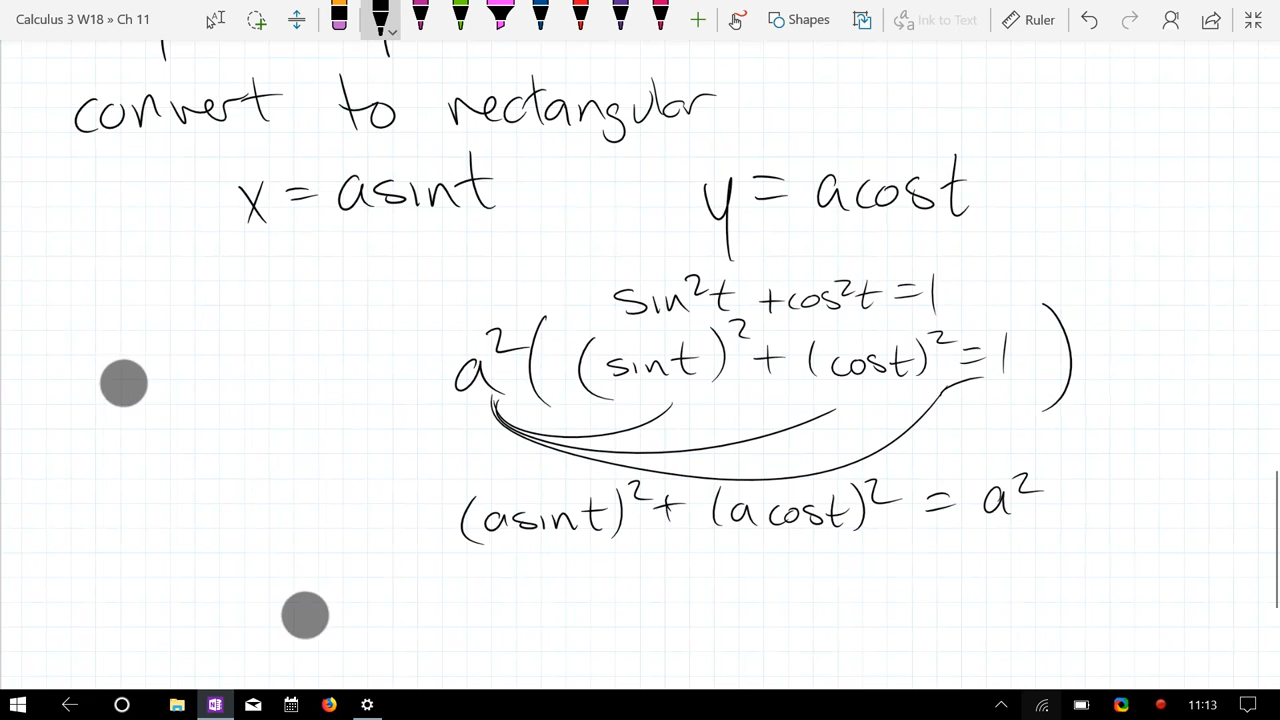 Calculus 3 W18 » Ch 11
Shapes
Ink to Text
Ruler
convert to rectangular
x = asint
y = acost
sin²t + cos²t = 1
a²( (sint)² + (cost)² = 1 )
(asint)² + (acost)² = a²
11:13